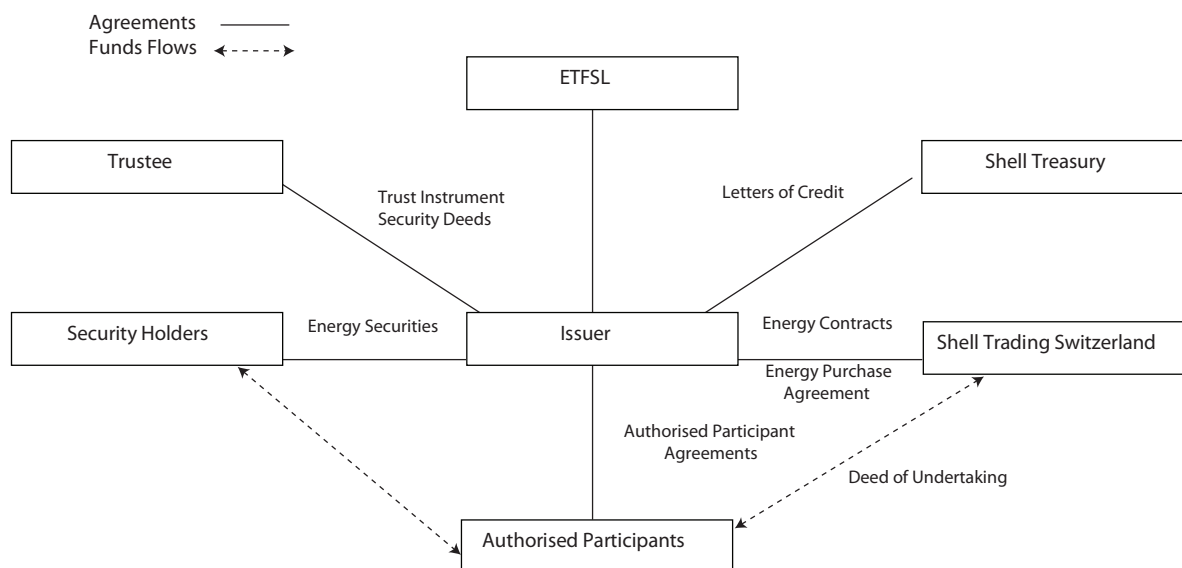 Agreements
Funds Flows
ETFSL
Trustee
Shell Treasury
Trust Instrument
Security Deeds
Letters of Credit
Security Holders
Energy Securities
Issuer
Energy Contracts
Shell Trading Switzerland
Energy Purchase
Agreement
Authorised Participant
Agreements
Deed of Undertaking
Authorised Participants